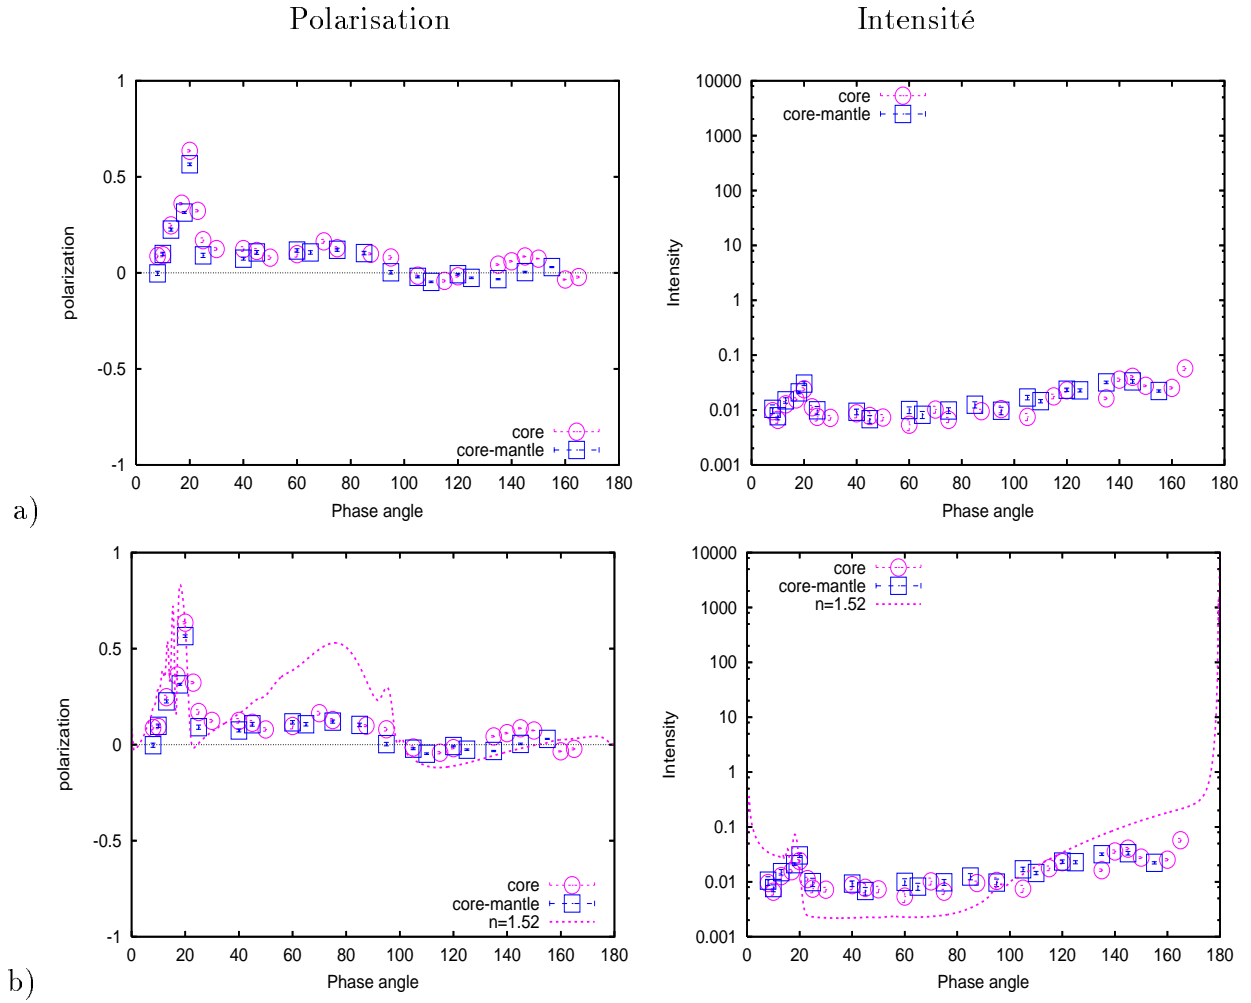 Polarisation
Intensité
1
0.5
0
-0.5
-1
polarization
core
core-mantle
0 20 40 60 80 100 120 140 160 180
Phase angle
10000
1000
100
10
1
0.1
0.01
0.001
Intensity
core
core-mantle
0 20 40 60 80 100 120 140 160 180
Phase angle
a)
1
0.5
0
-0.5
-1
polarization
core
core-mantle
n=1.52
0 20 40 60 80 100 120 140 160 180
Phase angle
10000
1000
100
10
1
0.1
0.01
0.001
Intensity
core
core-mantle
n=1.52
0 20 40 60 80 100 120 140 160 180
Phase angle
b)